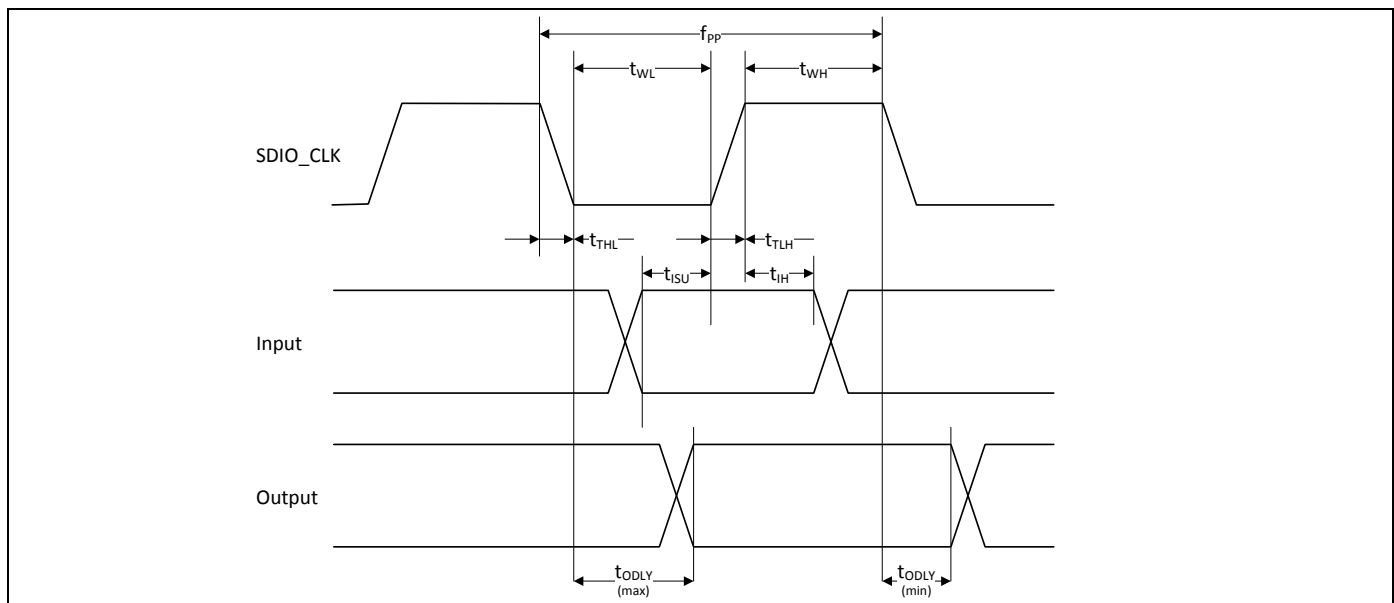 fPP
tWL
tWH
SDIO_CLK
tTHL
tTLH
tISU
tIH
Input
Output
tODLY
(max)
tODLY
(min)